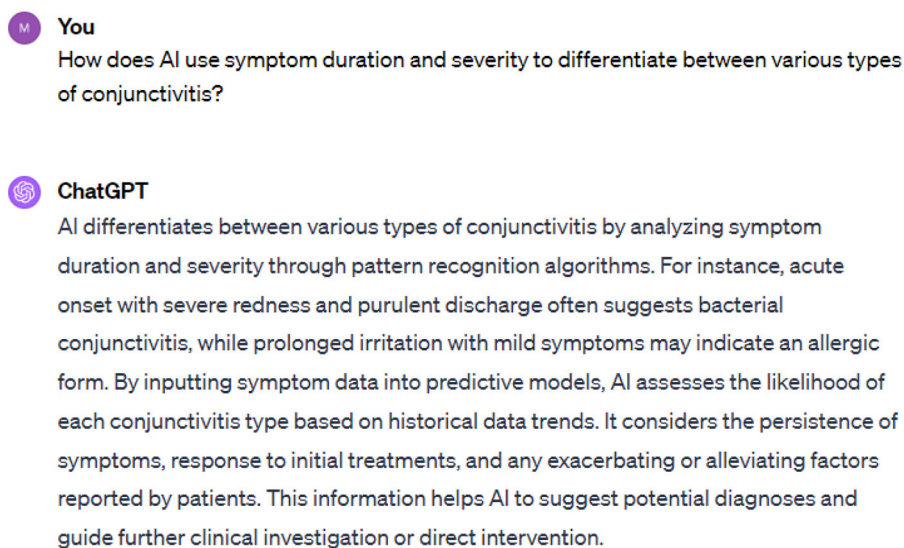 M
You
How does AI use symptom duration and severity to differentiate between various types
of conjunctivitis?
ChatGPT
AI differentiates between various types of conjunctivitis by analyzing symptom
duration and severity through pattern recognition algorithms. For instance, acute
onset with severe redness and purulent discharge often suggests bacterial
conjunctivitis, while prolonged irritation with mild symptoms may indicate an allergic
form. By inputting symptom data into predictive models, AI assesses the likelihood of
each conjunctivitis type based on historical data trends. It considers the persistence of
symptoms, response to initial treatments, and any exacerbating or alleviating factors
reported by patients. This information helps AI to suggest potential diagnoses and
guide further clinical investigation or direct intervention.